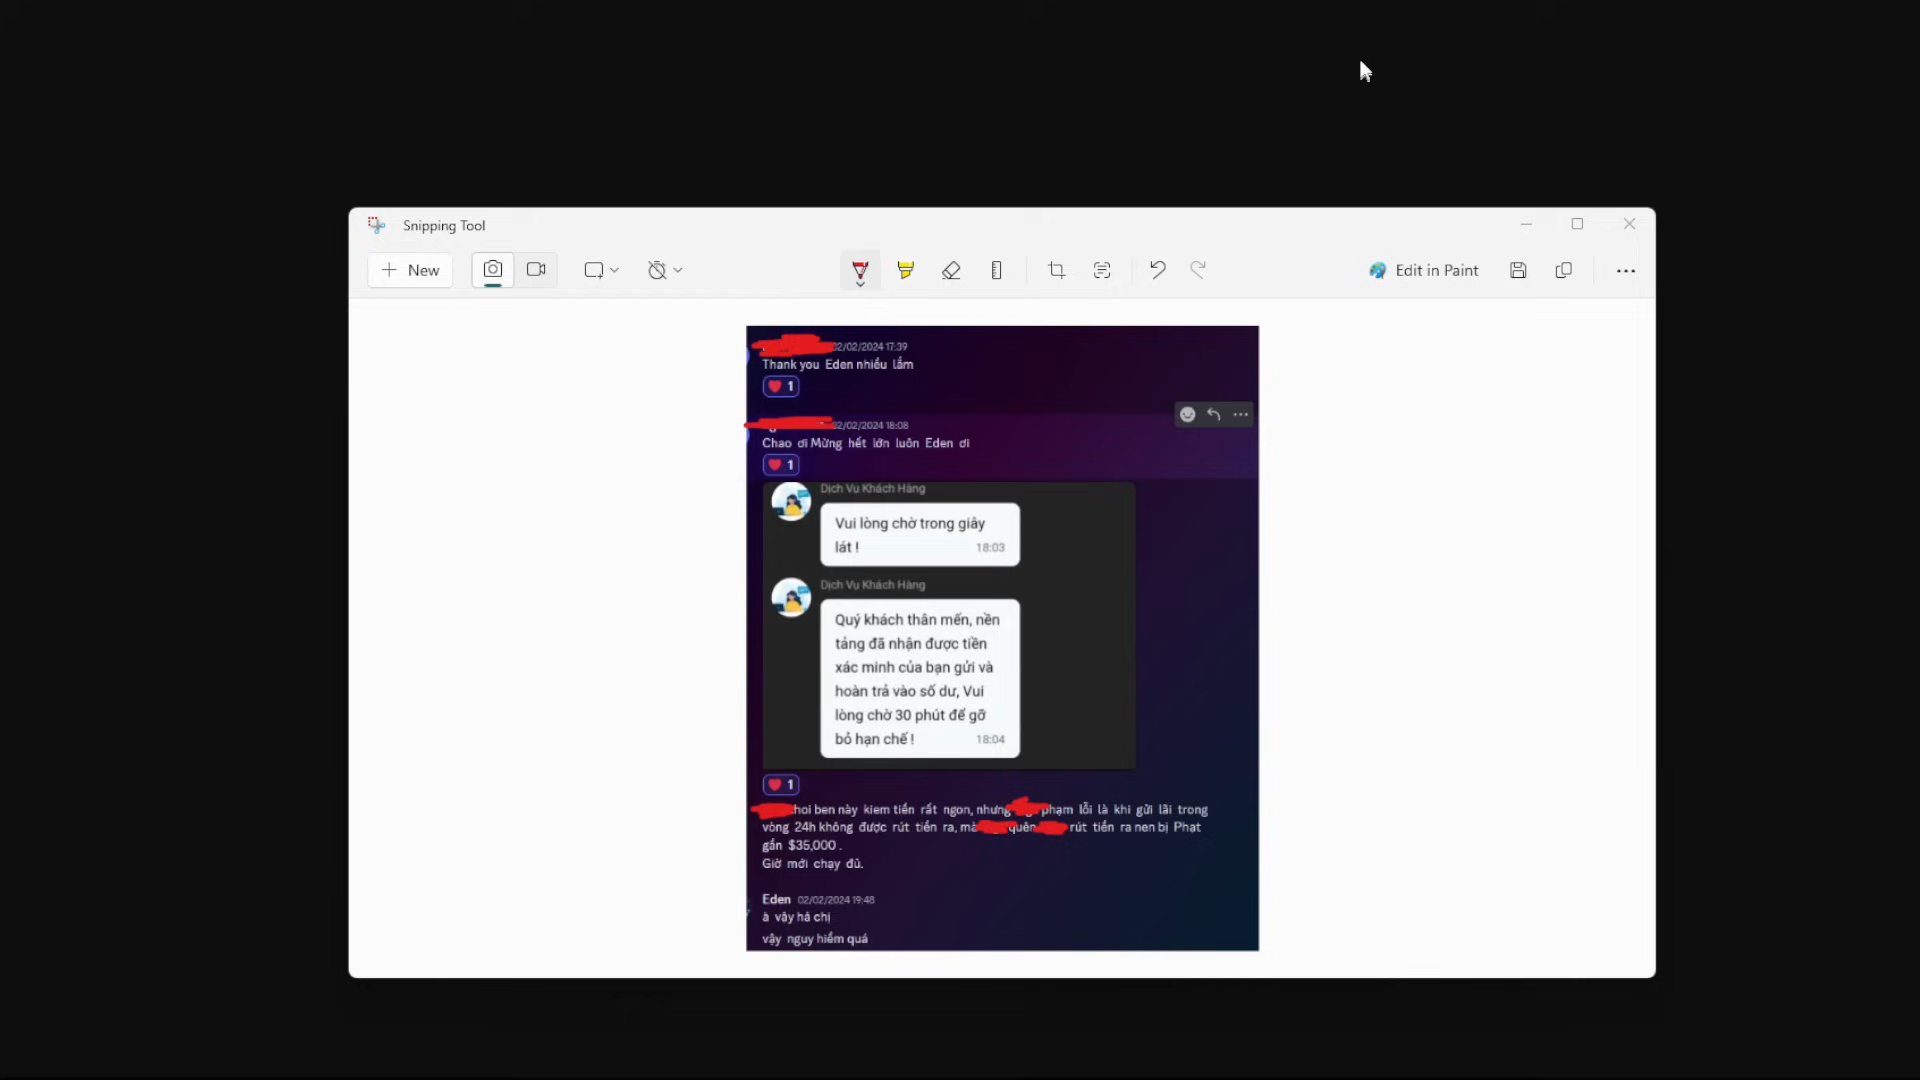 Snipping Tool
New
Edit in Paint
02/02/2024 17:39
Thank you Eden nhiều lắm
1
02/02/2024 18:08
Chao ơi Mừng hết lớn luôn Eden ơi
1
Dịch Vụ Khách Hàng
Vui lòng chờ trong giây
lát !
18:03
Dịch Vụ Khách Hàng
Quý khách thân mến, nền
tảng đã nhận được tiền
xác minh của bạn gửi và
hoàn trả vào số dư, Vui
lòng chờ 30 phút để gỡ
bỏ hạn chế !
18:04
1
hoi ben này kiem tiền rất ngon, nhưng phạm lỗi là khi gửi lãi trong
vòng 24h không được rút tiền ra, mà quên rút tiền ra nen bị Phạt
gần $35,000 .
Giờ mới chạy đủ.
Eden 02/02/2024 19:48
à vậy hả chị
vậy nguy hiểm quá